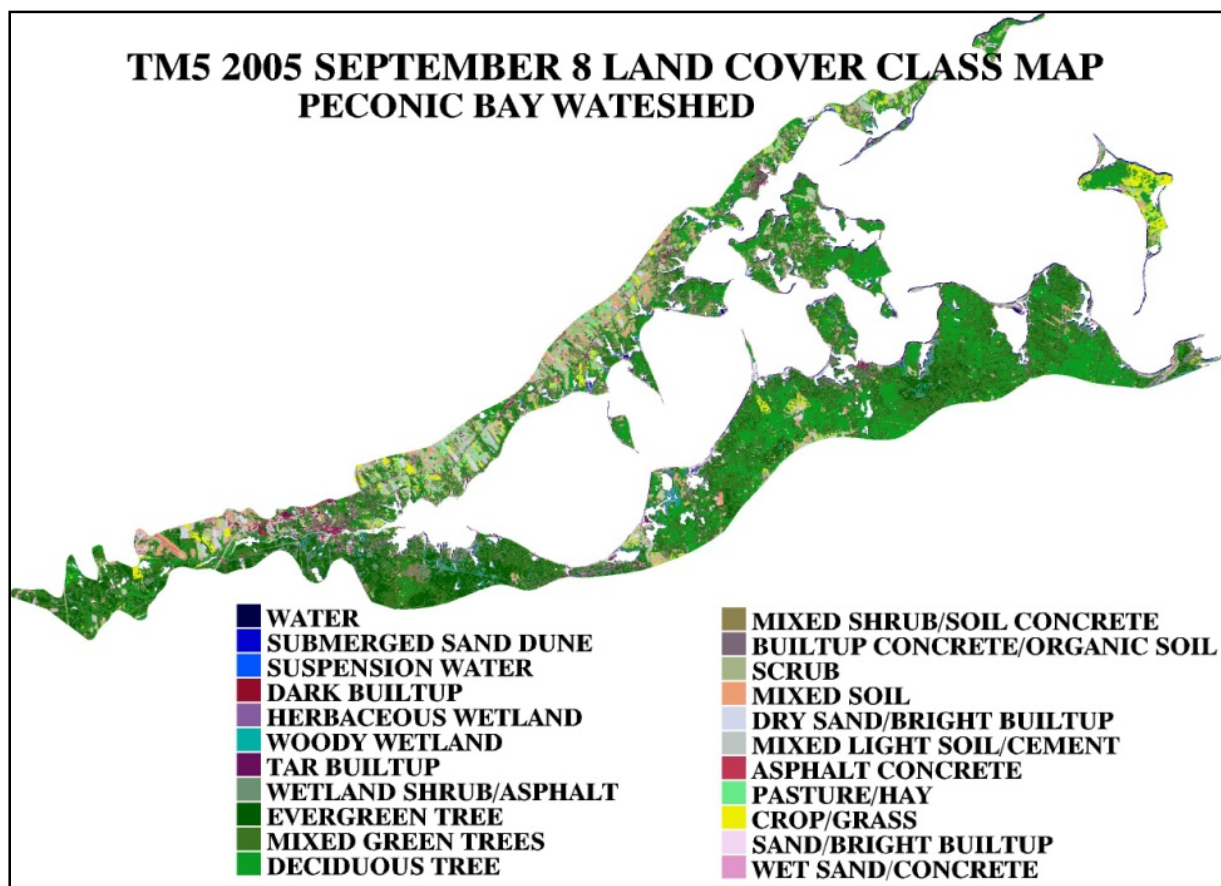 TM5 2005 SEPTEMBER 8 LAND COVER CLASS MAP
PECONIC BAY WATESHED
WATER
SUBMERGED SAND DUNE
SUSPENSION WATER
DARK BUILTUP
HERBACEOUS WETLAND
WOODY WETLAND
TAR BUILTUP
WETLAND SHRUB/ASPHALT
EVERGREEN TREE
MIXED GREEN TREES
DECIDUOUS TREE
MIXED SHRUB/SOIL CONCRETE
BUILTUP CONCRETE/ORGANIC SOIL
SCRUB
MIXED SOIL
DRY SAND/BRIGHT BUILTUP
MIXED LIGHT SOIL/CEMENT
ASPHALT CONCRETE
PASTURE/HAY
CROP/GRASS
SAND/BRIGHT BUILTUP
WET SAND/CONCRETE